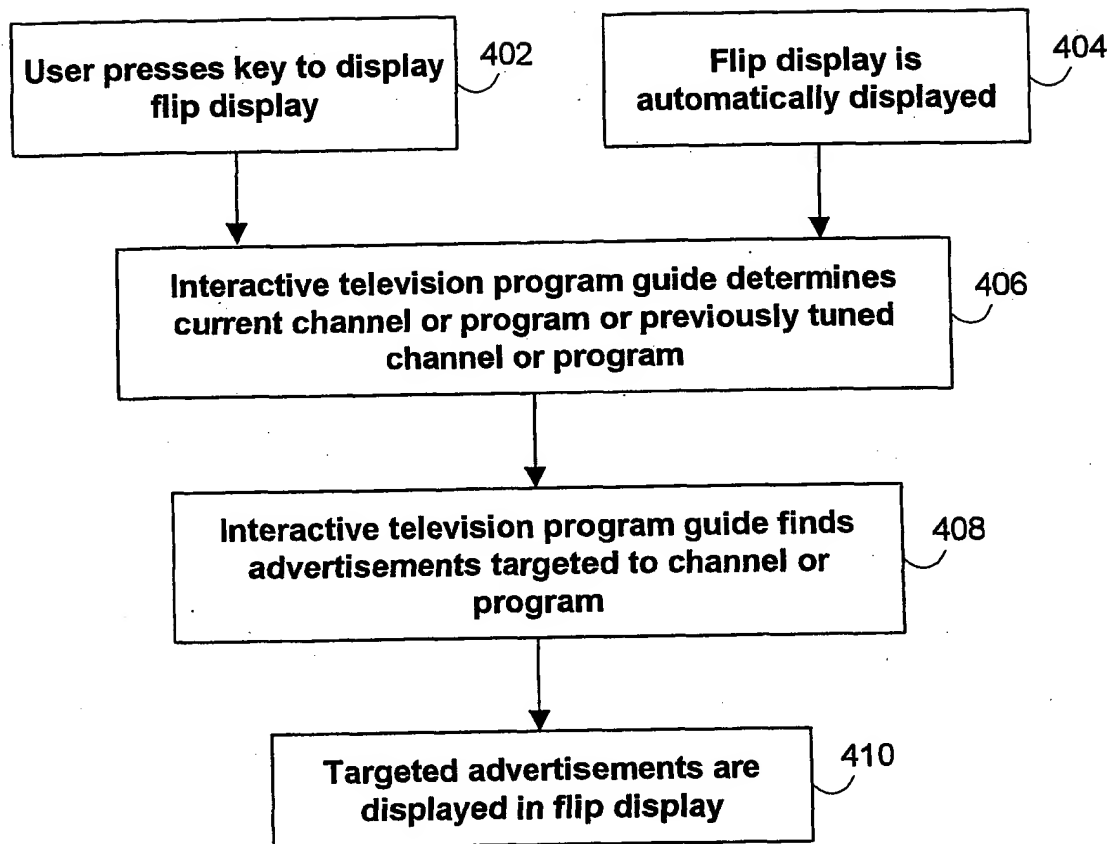 User presses key to display
flip display
402
Flip display is
automatically displayed
404
Interactive television program guide determines
current channel or program or previously tuned
channel or program
406
Interactive television program guide finds
advertisements targeted to channel or
program
408
Targeted advertisements are
displayed in flip display
410